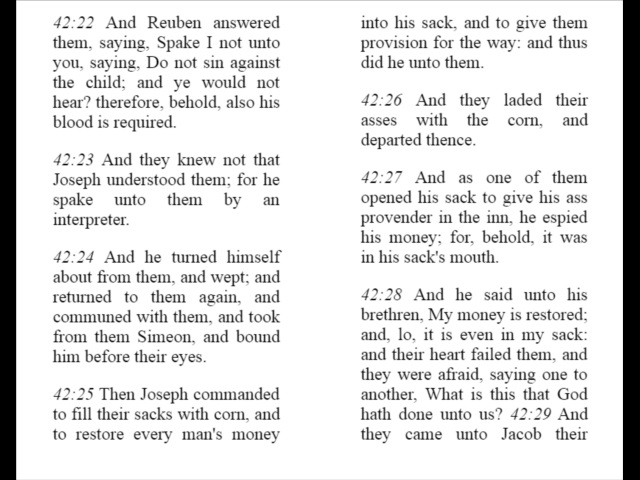 42:22 And Reuben answered
them, saying, Spake I not unto
you, saying, Do not sin against
the child; and ye would not
hear? therefore, behold, also his
blood is required.
42:23 And they knew not that
Joseph understood them; for he
spake unto them by an
interpreter.
42:24 And he turned himself
about from them, and wept; and
returned to them again, and
communed with them, and took
from them Simeon, and bound
him before their eyes.
42:25 Then Joseph commanded
to fill their sacks with corn, and
to restore every man's money
into his sack, and to give them
provision for the way: and thus
did he unto them.
42:26 And they laded their
asses with the corn, and
departed thence.
42:27 And as one of them
opened his sack to give his ass
provender in the inn, he espied
his money; for, behold, it was
in his sack's mouth.
42:28 And he said unto his
brethren, My money is restored;
and, lo, it is even in my sack:
and their heart failed them, and
they were afraid, saying one to
another, What is this that God
hath done unto us? 42:29 And
they came unto Jacob their